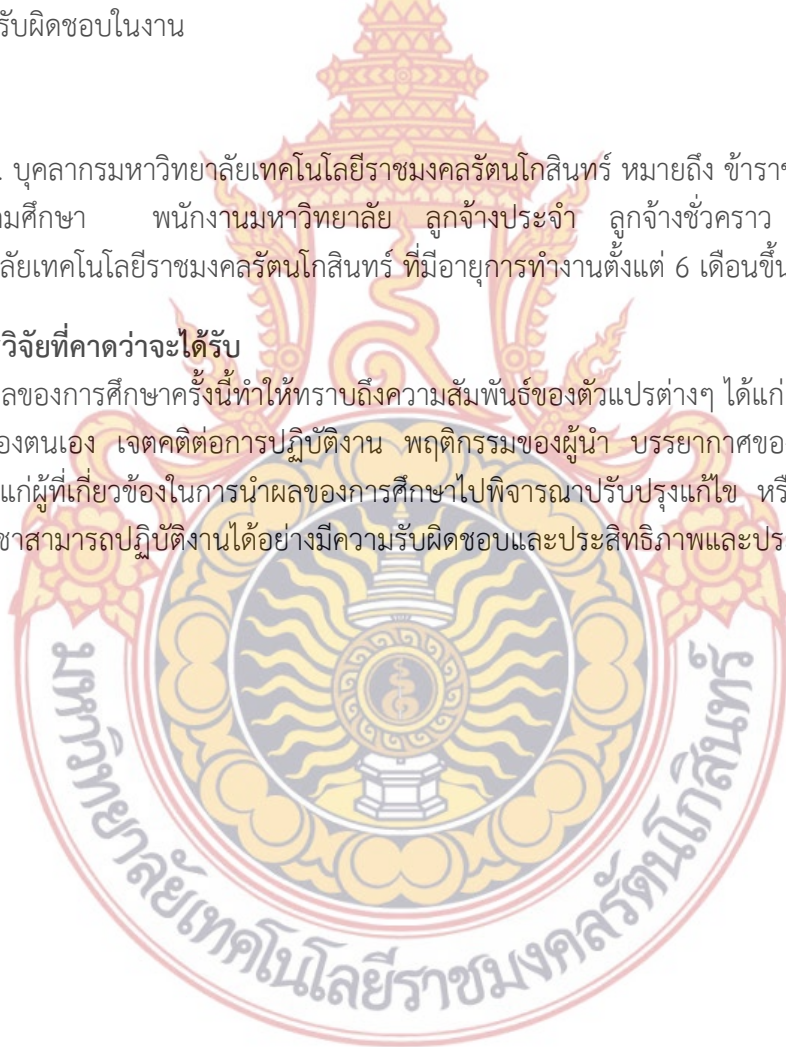 รับผิดชอบในงาน
. บุคลากรมหาวิทยาลัยเทคโนโลยีราชมงคลรัตนโกสินทร์ หมายถึง ข้าราช
มศึกษา พนักงานมหาวิทยาลัย ลูกจ้างประจำ ลูกจ้างชั่วคราว
ลัยเทคโนโลยีราชมงคลรัตนโกสินทร์ ที่มีอายุการทำงานตั้งแต่ 6 เดือนขึ้น
วิจัยที่คาดว่าจะได้รับ
ลของการศึกษาครั้งนี้ทำให้ทราบถึงความสัมพันธ์ของตัวแปรต่างๆ ได้แก่
องตนเอง เจตคติต่อการปฏิบัติงาน พฤติกรรมของผู้นำ บรรยากาศขอ
แก่ผู้ที่เกี่ยวข้องในการนำผลของการศึกษาไปพิจารณาปรับปรุงแก้ไข หรื
ชาสามารถปฏิบัติงานได้อย่างมีความรับผิดชอบและประสิทธิภาพและประ
มหาวิทยาลัยเทคโนโลยีราชมงคลรัตนโกสินทร์